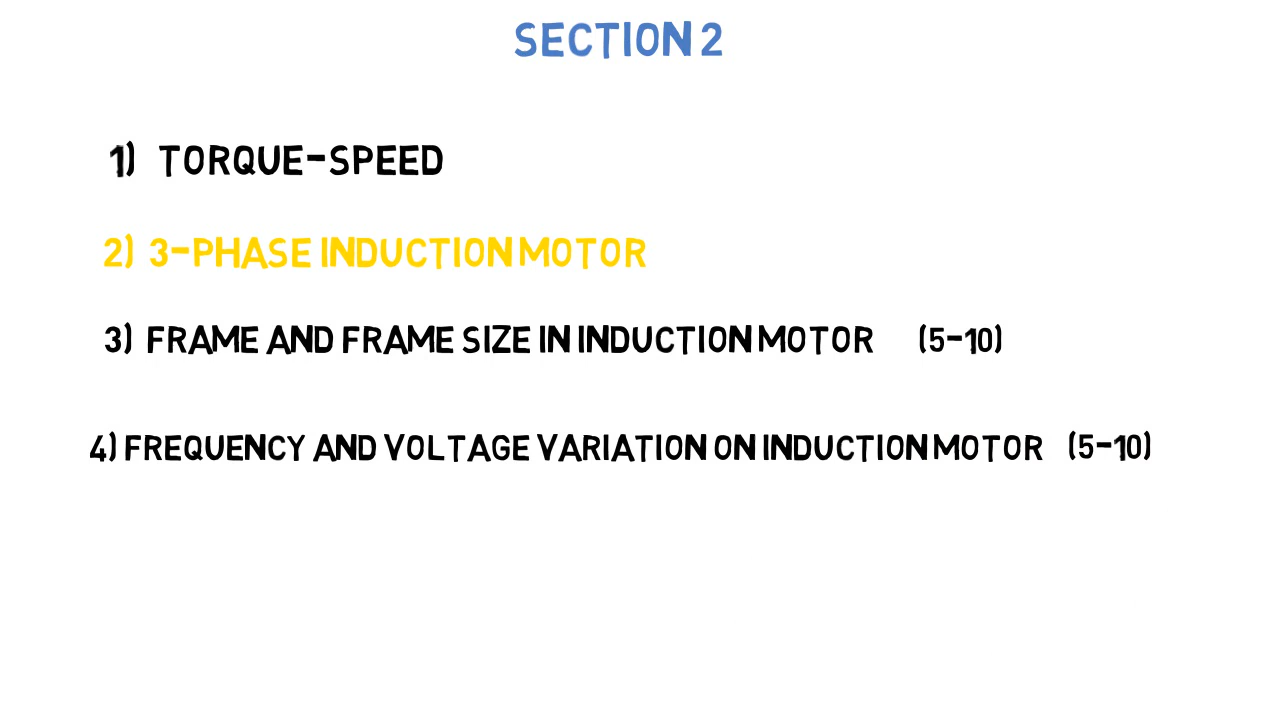 SECTION 2
1) TORQUE-SPEED
2) 3-PHASE INDUCTION MOTOR
3) FRAME AND FRAME SIZE IN INDUCTION MOTOR (5-10)
4) FREQUENCY AND VOLTAGE VARIATION ON INDUCTION MOTOR (5-10)